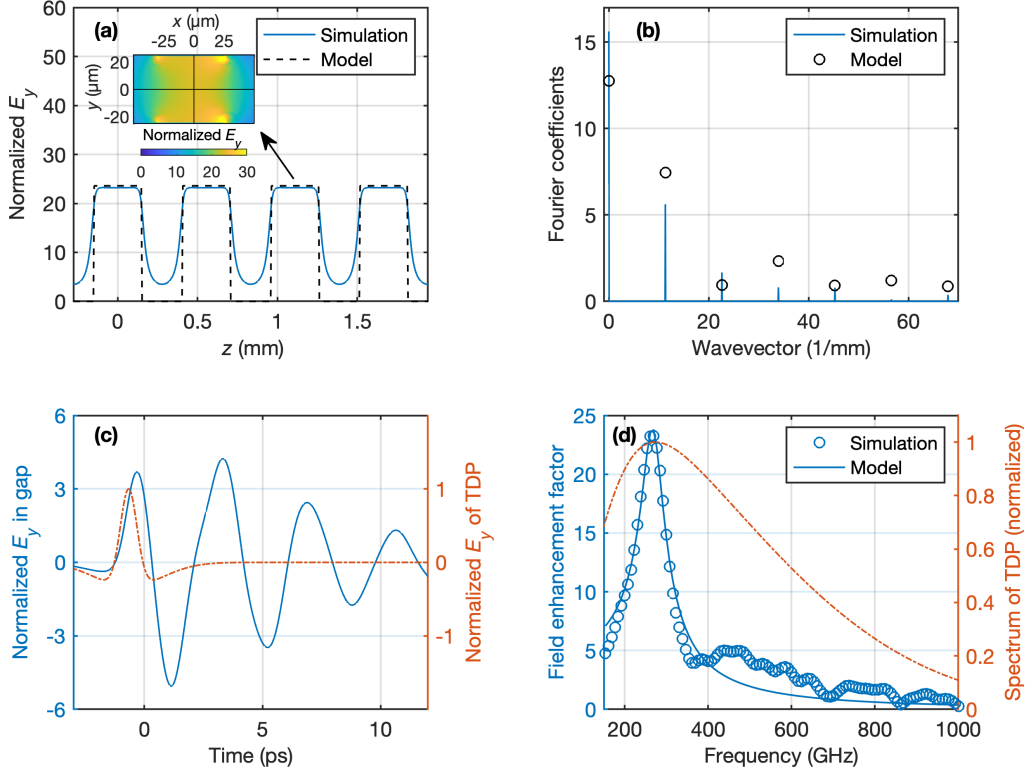 (a)
x (μm)
-25 0 25
20
0
-20
y (μm)
Normalized Ey
0 10 20 30
Simulation
Model
60
50
40
30
20
10
0
Normalized Ey
0 0.5 1 1.5
z (mm)
(b)
Simulation
Model
15
10
5
0
Fourier coefficients
0 20 40 60
Wavevector (1/mm)
(c)
6
3
0
-3
-6
Normalized Ey in gap
1
0
-1
Normalized Ey of TDP
0 5 10
Time (ps)
(d)
Simulation
Model
25
20
15
10
5
0
Field enhancement factor
1
0.8
0.6
0.4
0.2
0
Spectrum of TDP (normalized)
200 400 600 800 1000
Frequency (GHz)